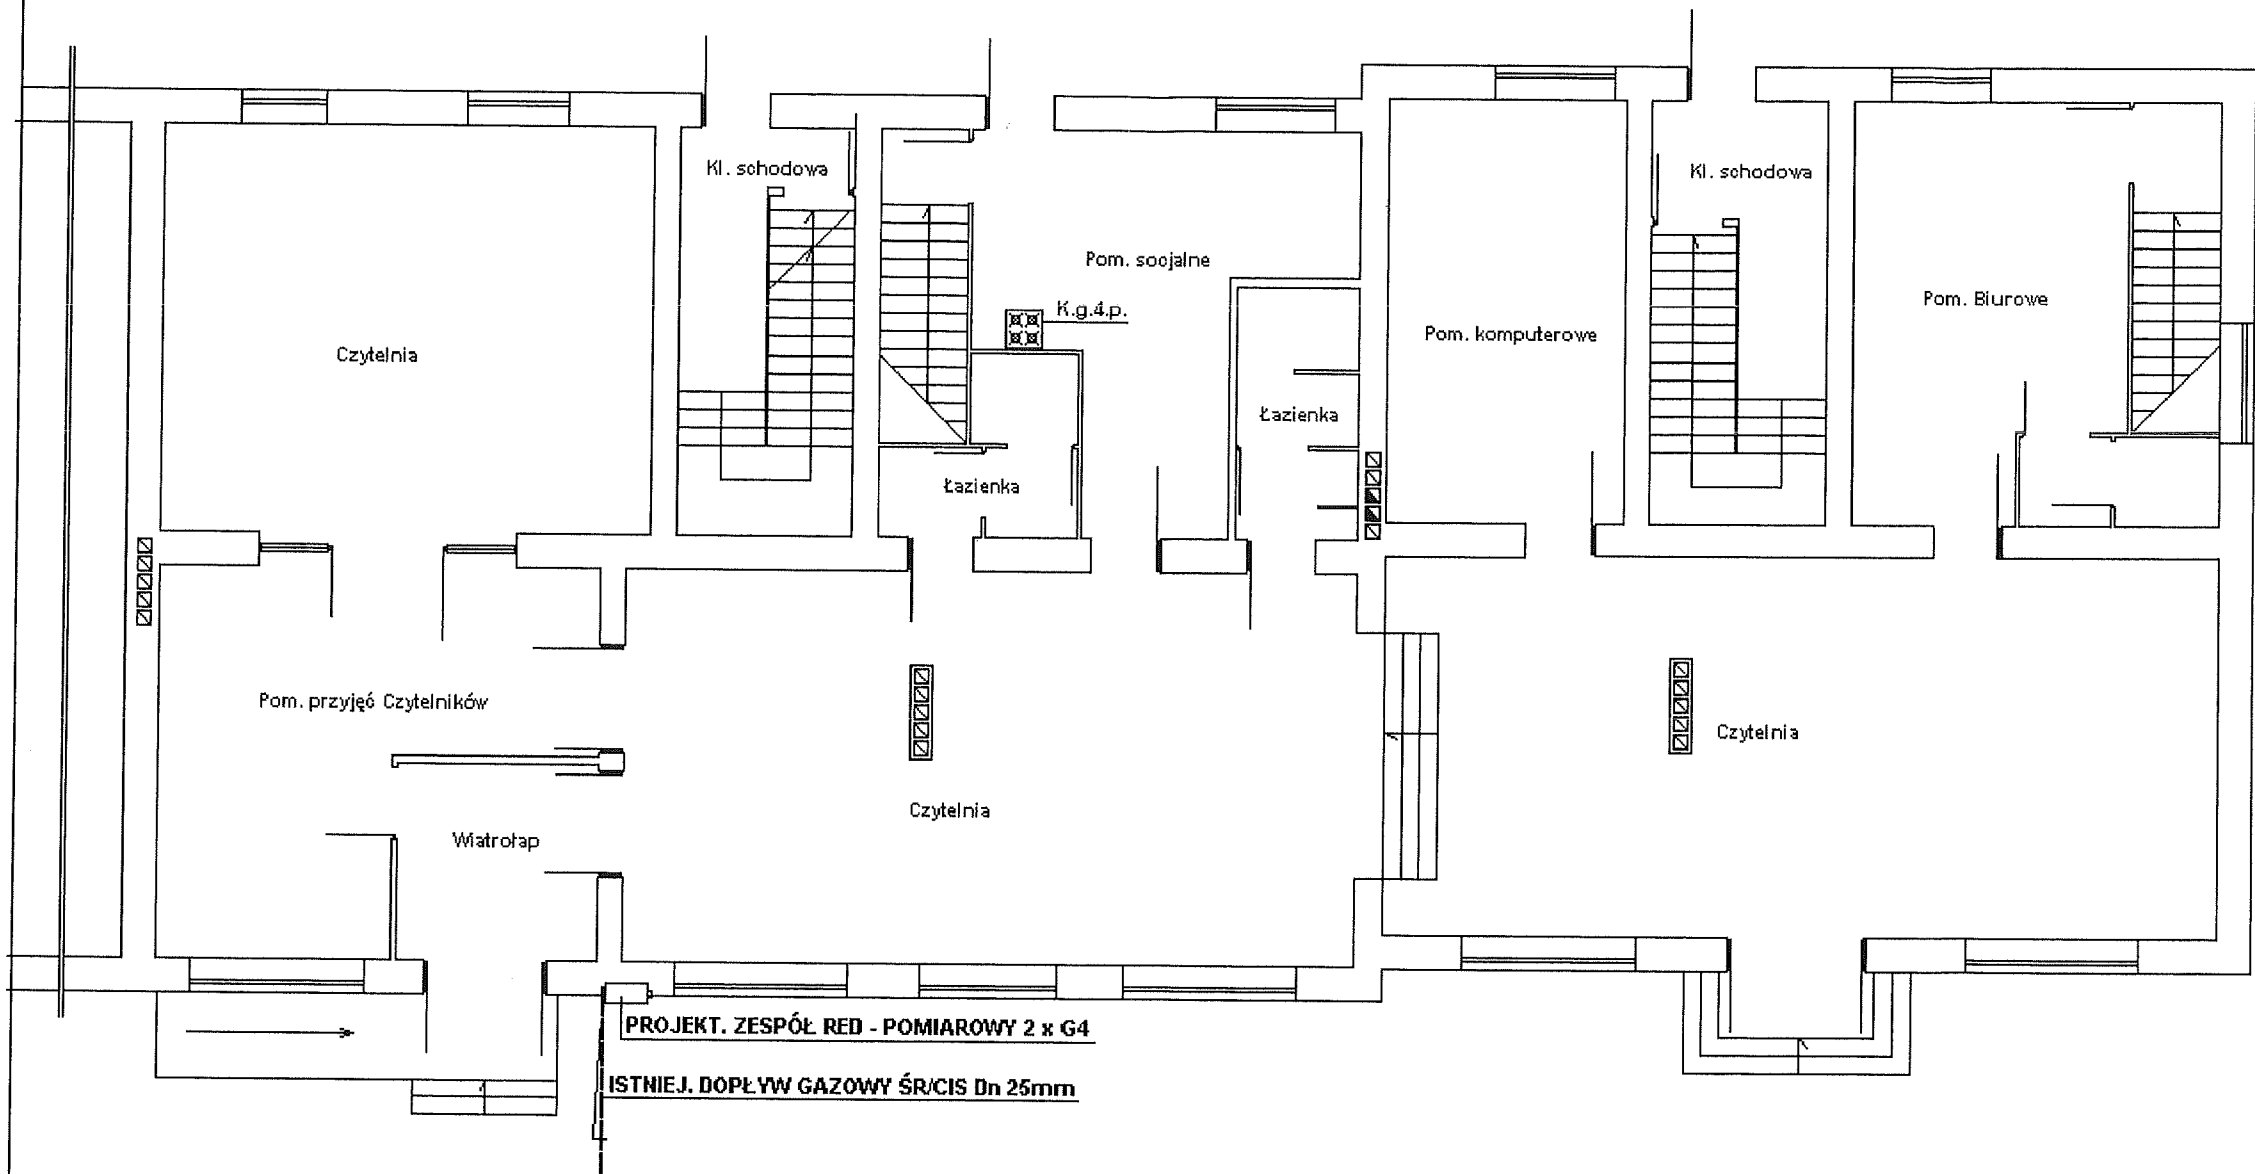 Kl. schodowa
Kl. schodowa
Pom. socjalne
Pom. Biurowe
K.g.4.p.
Pom. komputerowe
Czytelnia
Łazienka
Łazienka
Pom. przyjęć Czytelników
Czytelnia
Czytelnia
Wiatrołap
PROJEKT. ZESPÓŁ RED - POMIAROWY 2 x G4
ISTNIEJ. DOPŁYW GAZOWY ŚR/CIS Dn 25mm